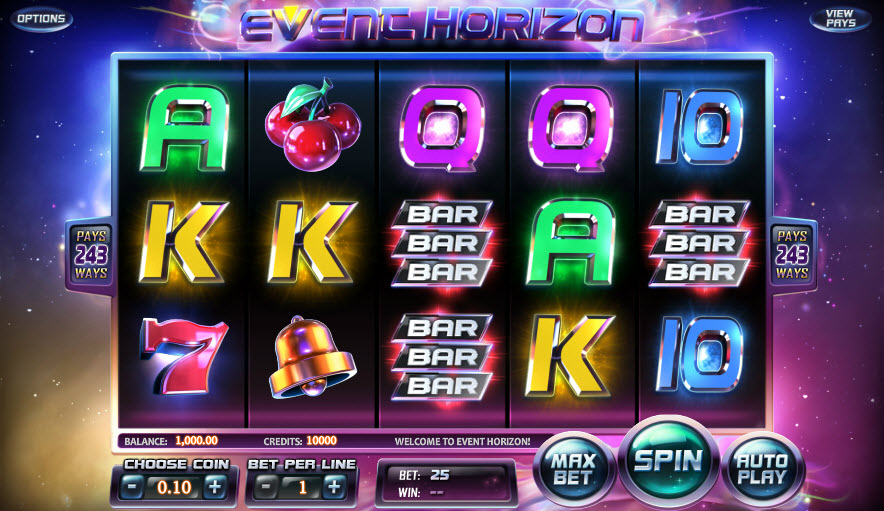 OPTIONS
EVENT HORIZON
VIEW
PAYS
A Q Q 10
K K BAR A BAR
BAR BAR
BAR BAR
PAYS
243
WAYS
PAYS
243
WAYS
7 BAR K 10
BAR
BAR
BALANCE: 1,000.00 CREDITS: 10000 WELCOME TO EVENT HORIZON!
CHOOSE COIN
- 0.10 +
BET PER LINE
- 1 +
BET: 25
WIN: --
MAX
BET
SPIN
AUTO
PLAY